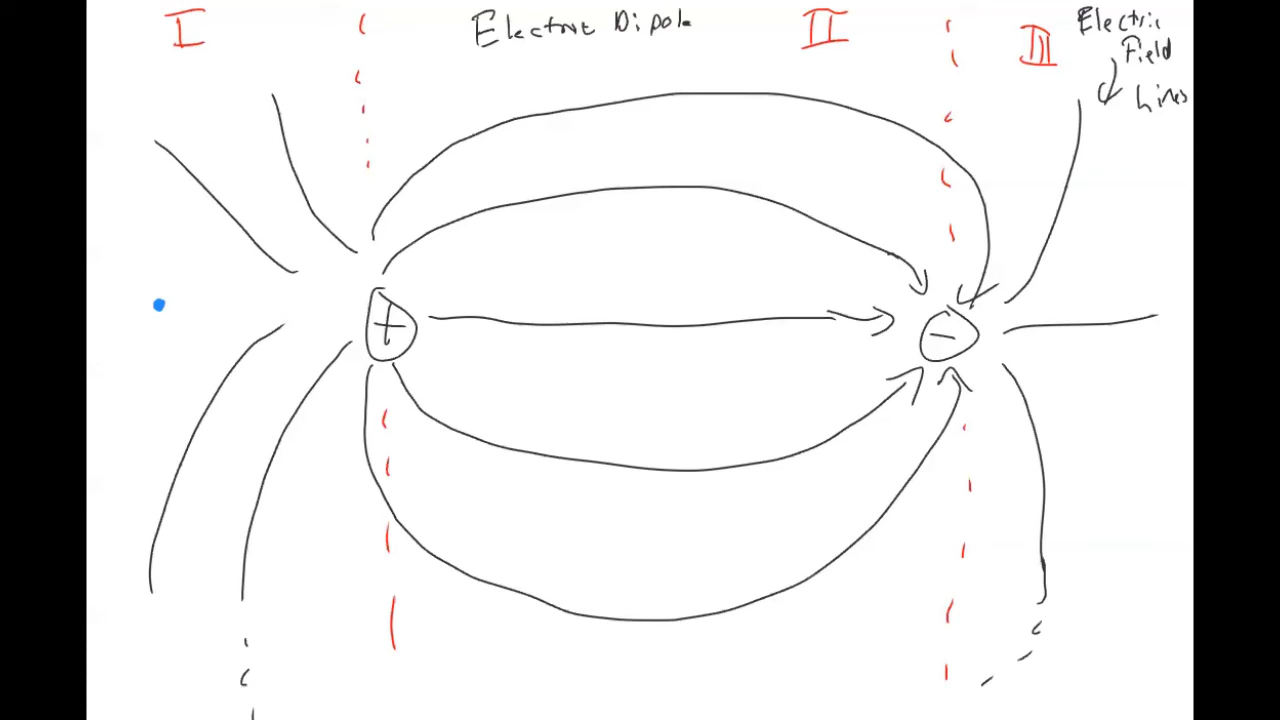 I
Electric Dipole
II
III
Electric
Field
Lines
+
−